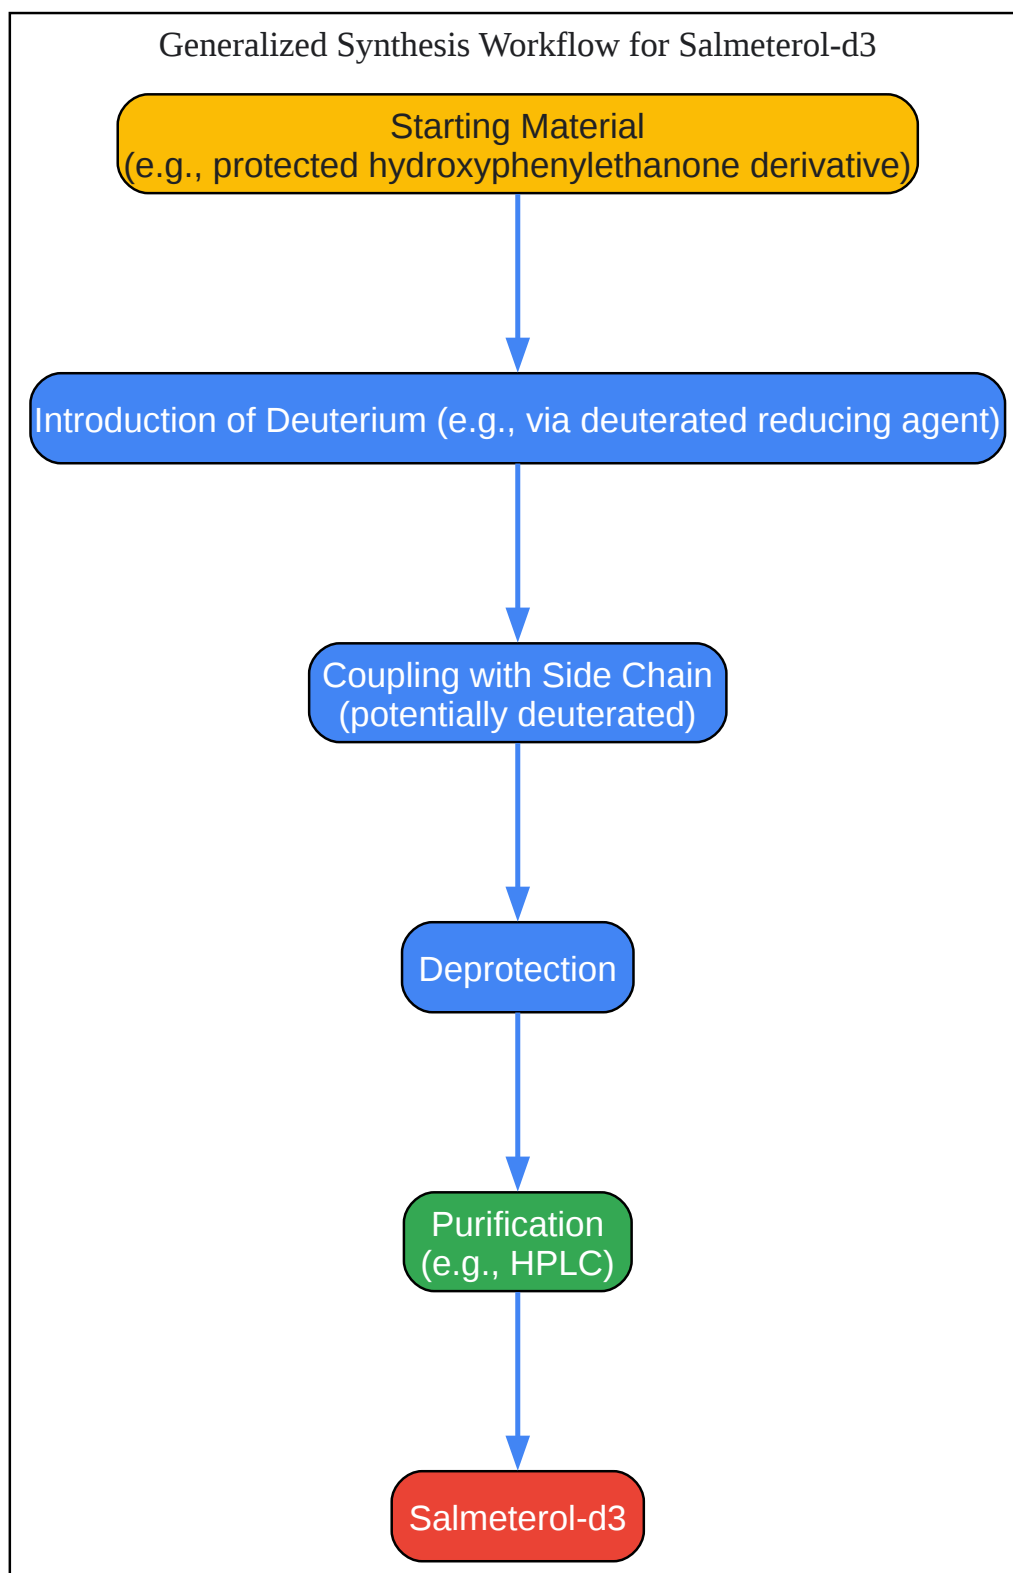 Generalized Synthesis Workflow for Salmeterol-d3
Starting Material
(e.g., protected hydroxyphenylethanone derivative)
Introduction of Deuterium (e.g., via deuterated reducing agent)
Coupling with Side Chain
(potentially deuterated)
Deprotection
Purification
(e.g., HPLC)
Salmeterol-d3